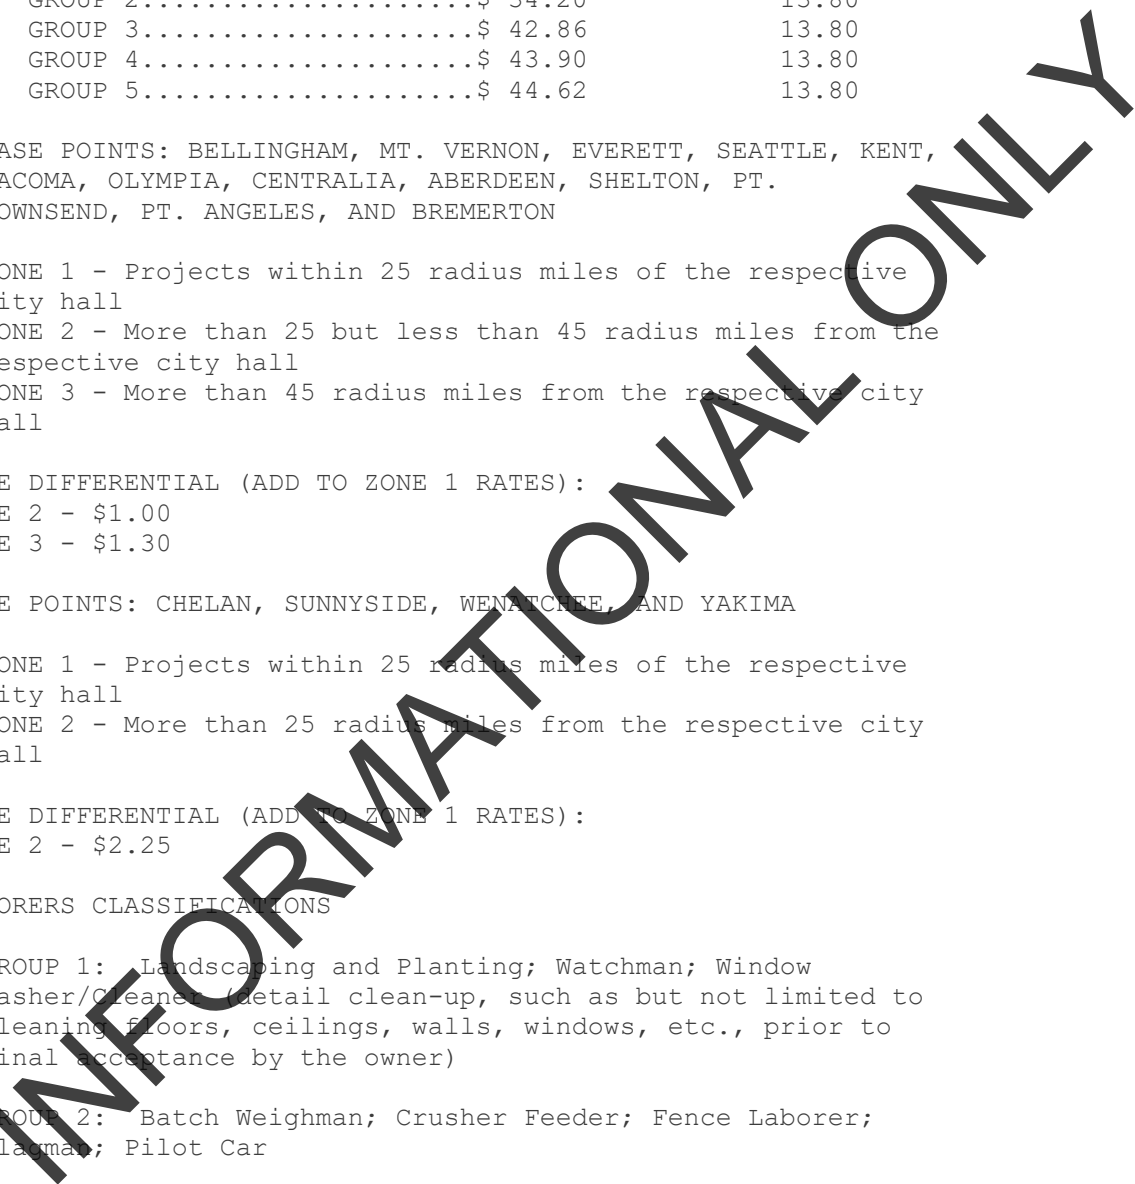 GROUP 2.....................$ 34.20 13.80
GROUP 3.....................$ 42.86 13.80
GROUP 4.....................$ 43.90 13.80
GROUP 5.....................$ 44.62 13.80
ASE POINTS: BELLINGHAM, MT. VERNON, EVERETT, SEATTLE, KENT,
ACOMA, OLYMPIA, CENTRALIA, ABERDEEN, SHELTON, PT.
OWNSEND, PT. ANGELES, AND BREMERTON
ONE 1 - Projects within 25 radius miles of the respective
ity hall
ONE 2 - More than 25 but less than 45 radius miles from the
espective city hall
ONE 3 - More than 45 radius miles from the respective city
all
E DIFFERENTIAL (ADD TO ZONE 1 RATES):
E 2 - $1.00
E 3 - $1.30
E POINTS: CHELAN, SUNNYSIDE, WENATCHEE, AND YAKIMA
ONE 1 - Projects within 25 radius miles of the respective
ity hall
ONE 2 - More than 25 radius miles from the respective city
all
E DIFFERENTIAL (ADD TO ZONE 1 RATES):
E 2 - $2.25
ORERS CLASSIFICATIONS
ROUP 1: Landscaping and Planting; Watchman; Window
asher/Cleaner (detail clean-up, such as but not limited to
leaning floors, ceilings, walls, windows, etc., prior to
inal acceptance by the owner)
ROUP 2: Batch Weighman; Crusher Feeder; Fence Laborer;
lagman; Pilot Car
INFORMATIONAL ONLY